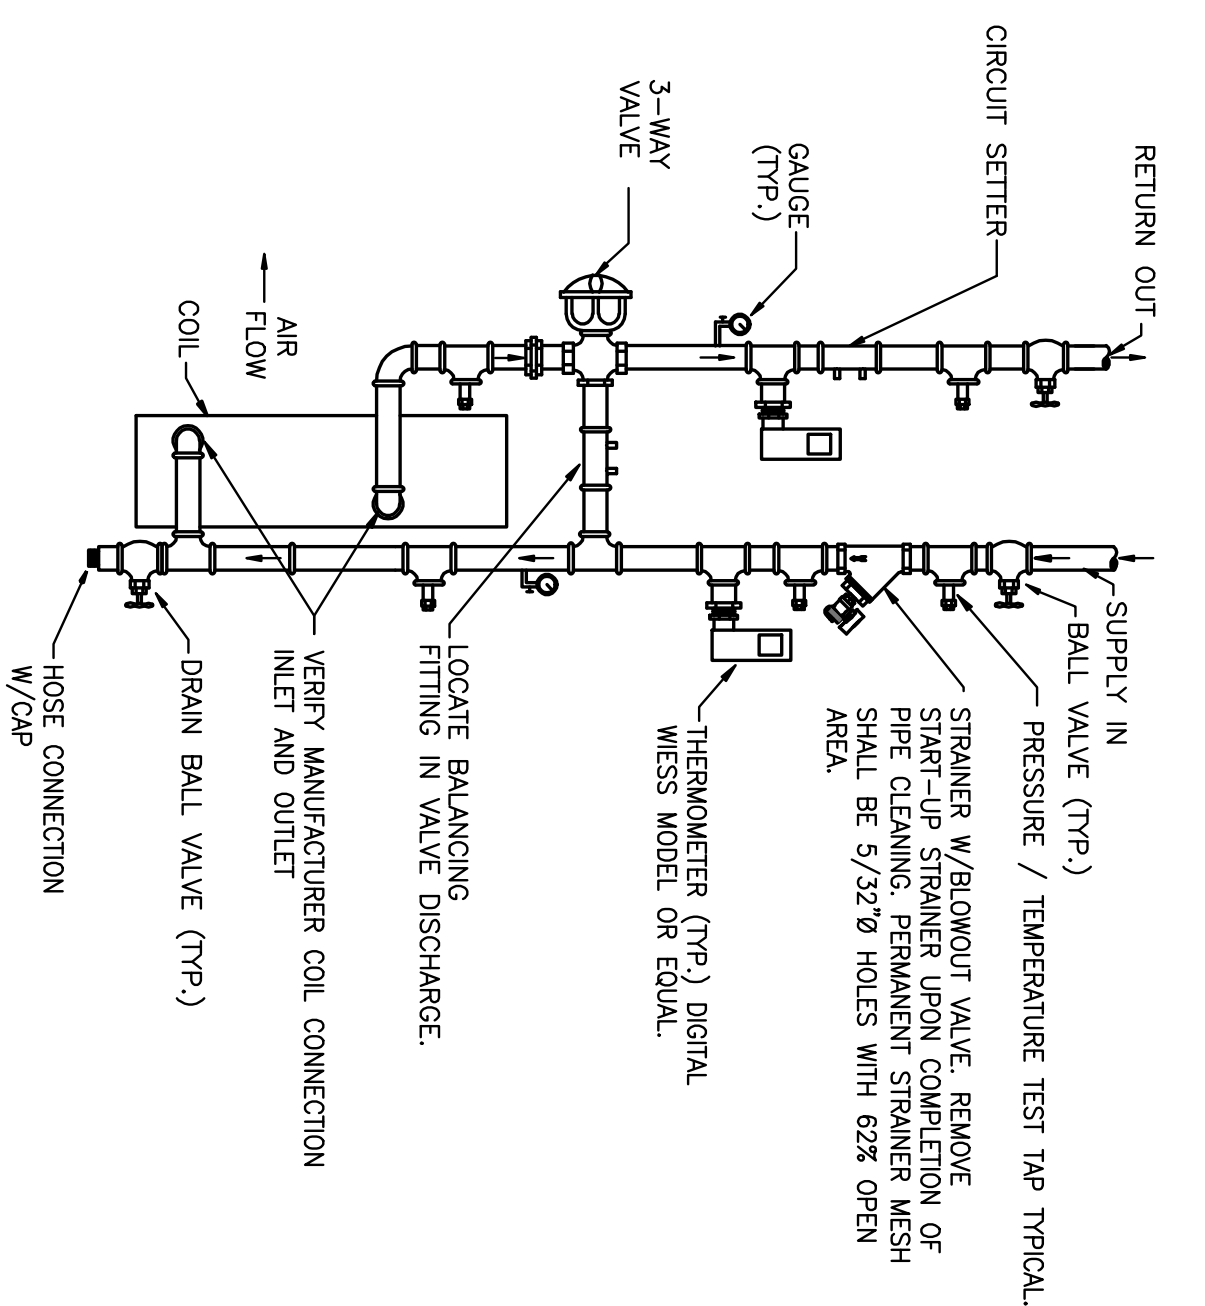 RETURN OUT
CIRCUIT SETTER
GAUGE
(TYP.)
3-WAY
VALVE
AIR
FLOW
COIL
SUPPLY IN
BALL VALVE (TYP.)
PRESSURE / TEMPERATURE TEST TAP TYPICAL.
STRAINER W/BLOWOUT VALVE. REMOVE
START-UP STRAINER UPON COMPLETION OF
PIPE CLEANING. PERMANENT STRAINER MESH
SHALL BE 5/32"Ø HOLES WITH 62% OPEN
AREA.
THERMOMETER (TYP.) DIGITAL
WIESS MODEL OR EQUAL.
LOCATE BALANCING
FITTING IN VALVE DISCHARGE.
VERIFY MANUFACTURER COIL CONNECTION
INLET AND OUTLET
DRAIN BALL VALVE (TYP.)
HOSE CONNECTION
W/CAP